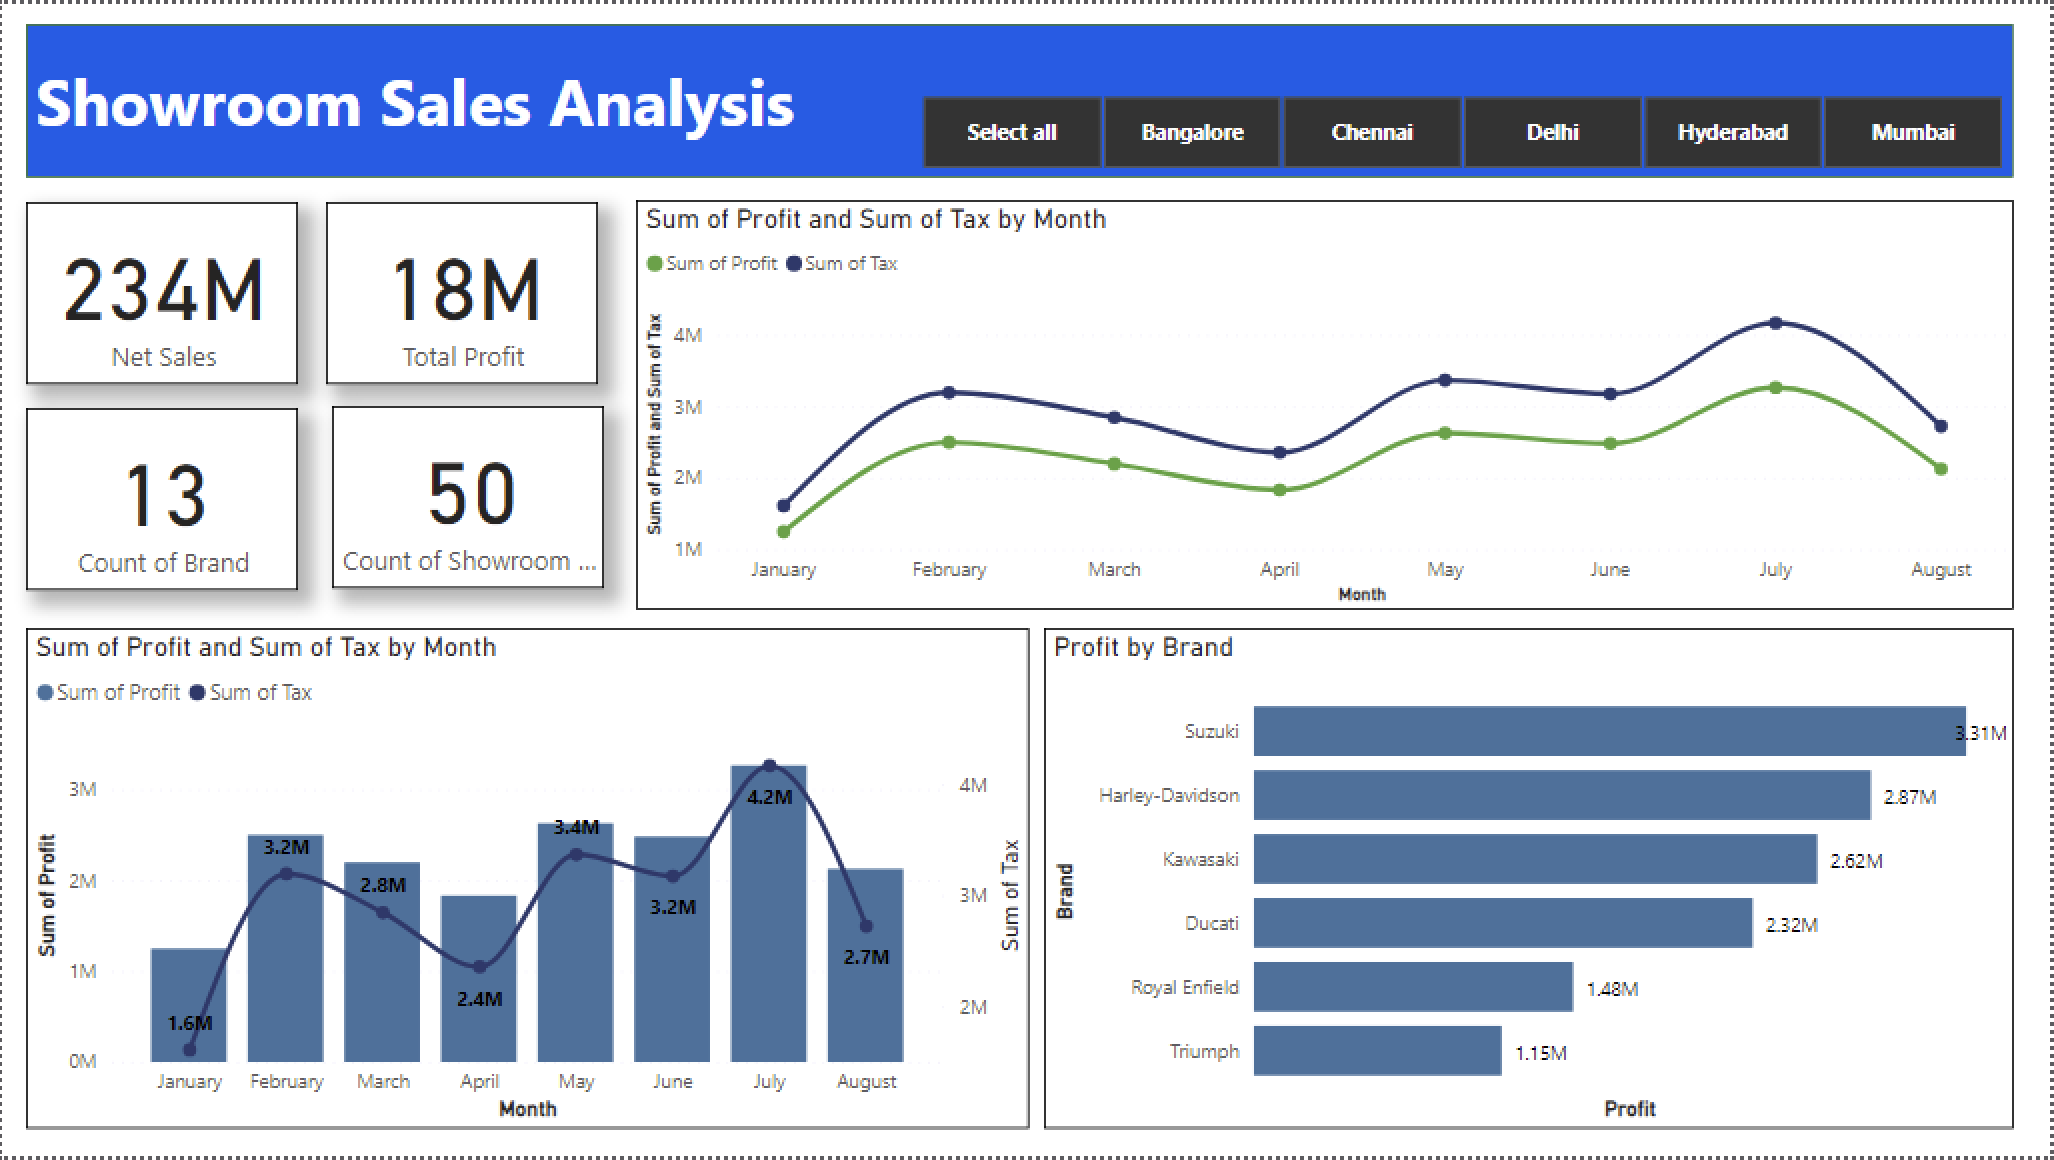 Showroom Sales Analysis
Select all
Bangalore
Chennai
Delhi
Hyderabad
Mumbai
234M
Net Sales
18M
Total Profit
13
Count of Brand
50
Count of Showroom ...
Sum of Profit and Sum of Tax by Month
Sum of Profit Sum of Tax
Sum of Profit and Sum of Tax
4M
3M
2M
1M
January February March April May June July August
Month
Sum of Profit and Sum of Tax by Month
Sum of Profit Sum of Tax
Sum of Profit
3M
2M
1M
0M
1.6M
3.2M
2.8M
2.4M
3.4M
3.2M
4.2M
2.7M
4M
3M
2M
Sum of Tax
January February March April May June July August
Month
Profit by Brand
Brand
Suzuki 3.31M
Harley-Davidson 2.87M
Kawasaki 2.62M
Ducati 2.32M
Royal Enfield 1.48M
Triumph 1.15M
Profit